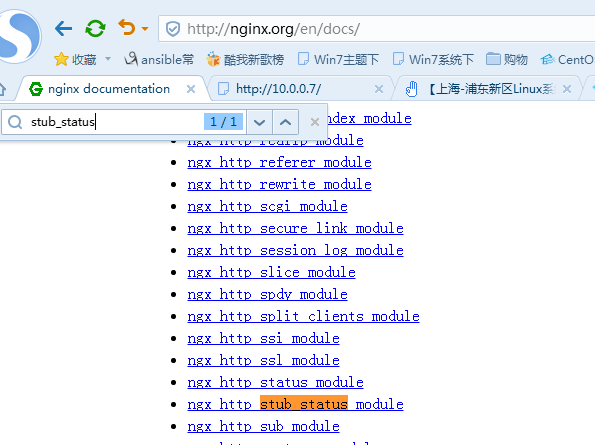 http://nginx.org/en/docs/
收藏 ansible常 酷我新歌榜 Win7主题下 Win7系统下 购物 CentO
nginx documentation http://10.0.0.7/ 【上海-浦东新区Linux系
stub_status 1 / 1
ndex module
ngx http realip module
ngx http referer module
ngx http rewrite module
ngx http scgi module
ngx http secure link module
ngx http session log module
ngx http slice module
ngx http spdy module
ngx http split clients module
ngx http ssi module
ngx http ssl module
ngx http status module
ngx http stub status module
ngx http sub module